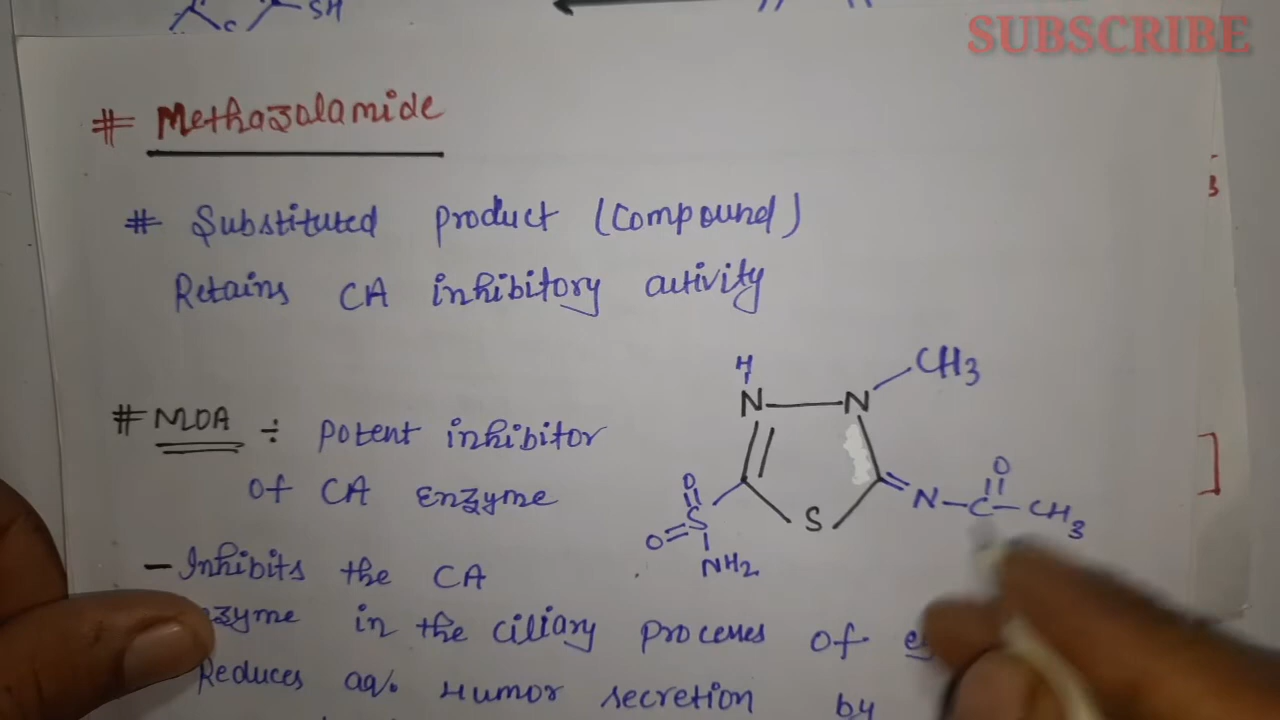 SH
C
SUBSCRIBE
# Methazolamide
# Substituted product (compound)
Retains CA inhibitory activity
H
N N CH3
# MOA ÷ Potent inhibitor
of CA Enzyme
O
S
O
NH2
S
N - C - CH3
O
- Inhibits the CA
in the ciliary processes of
Reduces aq. Humor secretion by